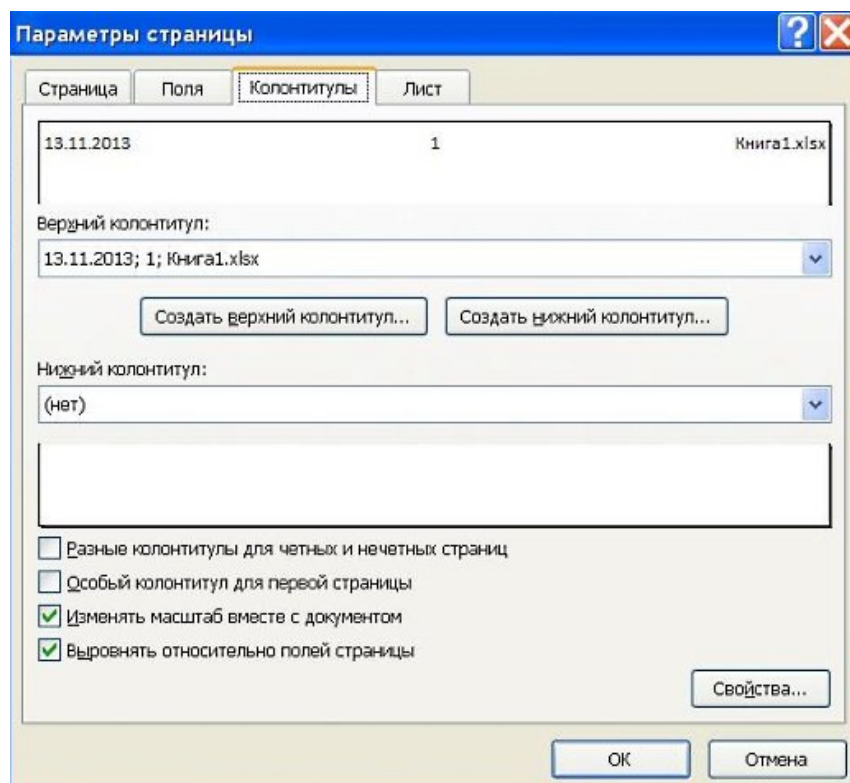 Параметры страницы
Страница Поля Колонтитулы Лист
13.11.2013 1 Книга1.xlsx
Верхний колонтитул:
13.11.2013; 1; Книга1.xlsx
Создать верхний колонтитул... Создать нижний колонтитул...
Нижний колонтитул:
(нет)
Разные колонтитулы для четных и нечетных страниц
Особый колонтитул для первой страницы
Изменять масштаб вместе с документом
Выровнять относительно полей страницы
Свойства...
ОК Отмена